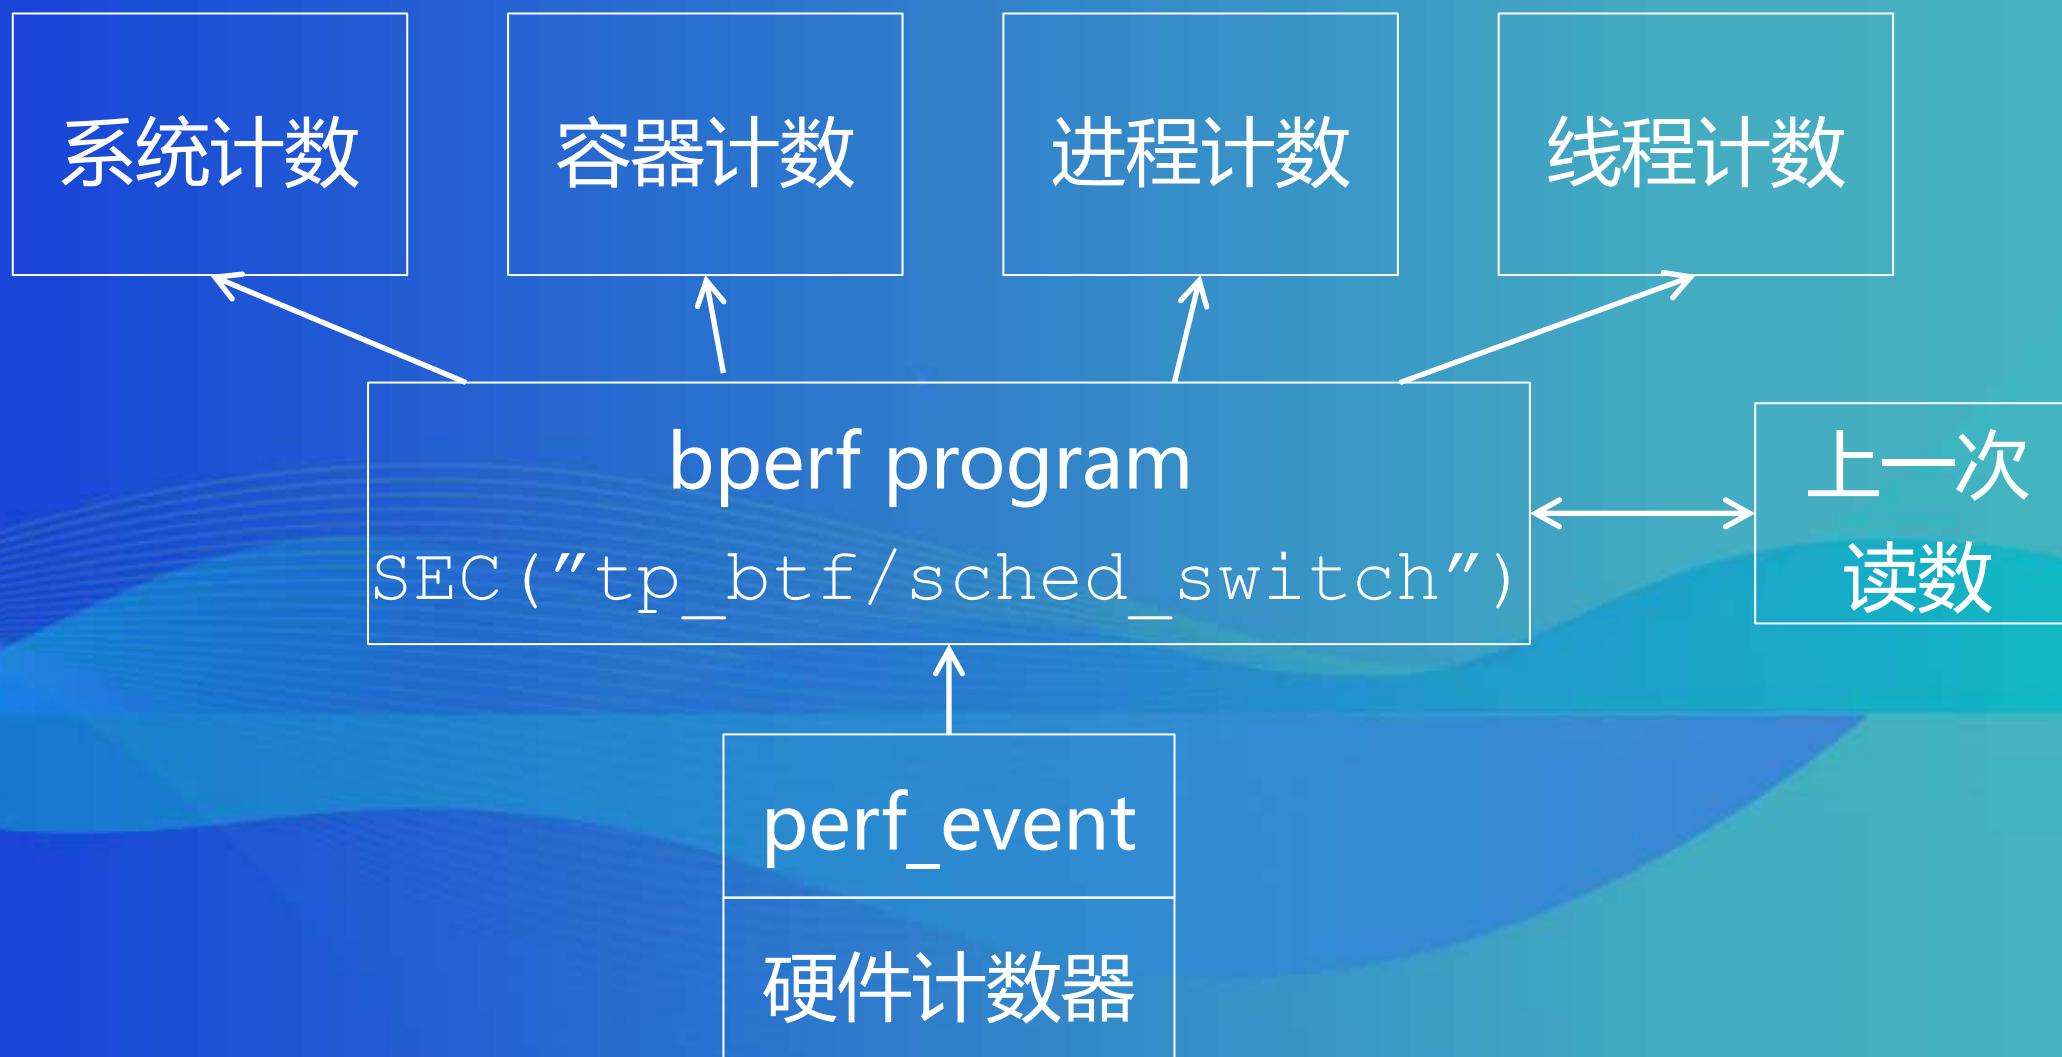 系统计数
容器计数
进程计数
线程计数
bperf program
SEC("tp_btf/sched_switch")
上一次
读数
perf_event
硬件计数器